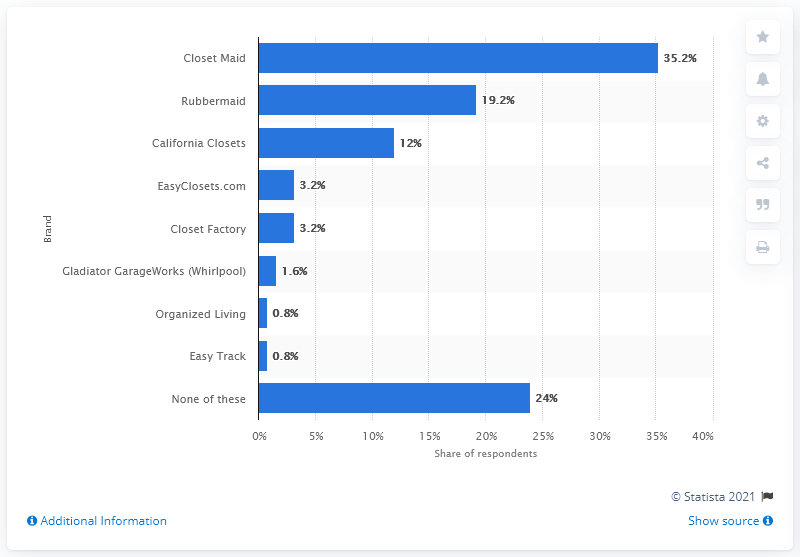 Closet Maid 35.2%
Rubbermaid 19.2%
California Closets 12%
EasyClosets.com 3.2%
Closet Factory 3.2%
Gladiator GarageWorks (Whirlpool) 1.6%
Organized Living 0.8%
Easy Track 0.8%
None of these 24%
Brand
0% 5% 10% 15% 20% 25% 30% 35% 40%
Share of respondents
© Statista 2021
Additional Information
Show source